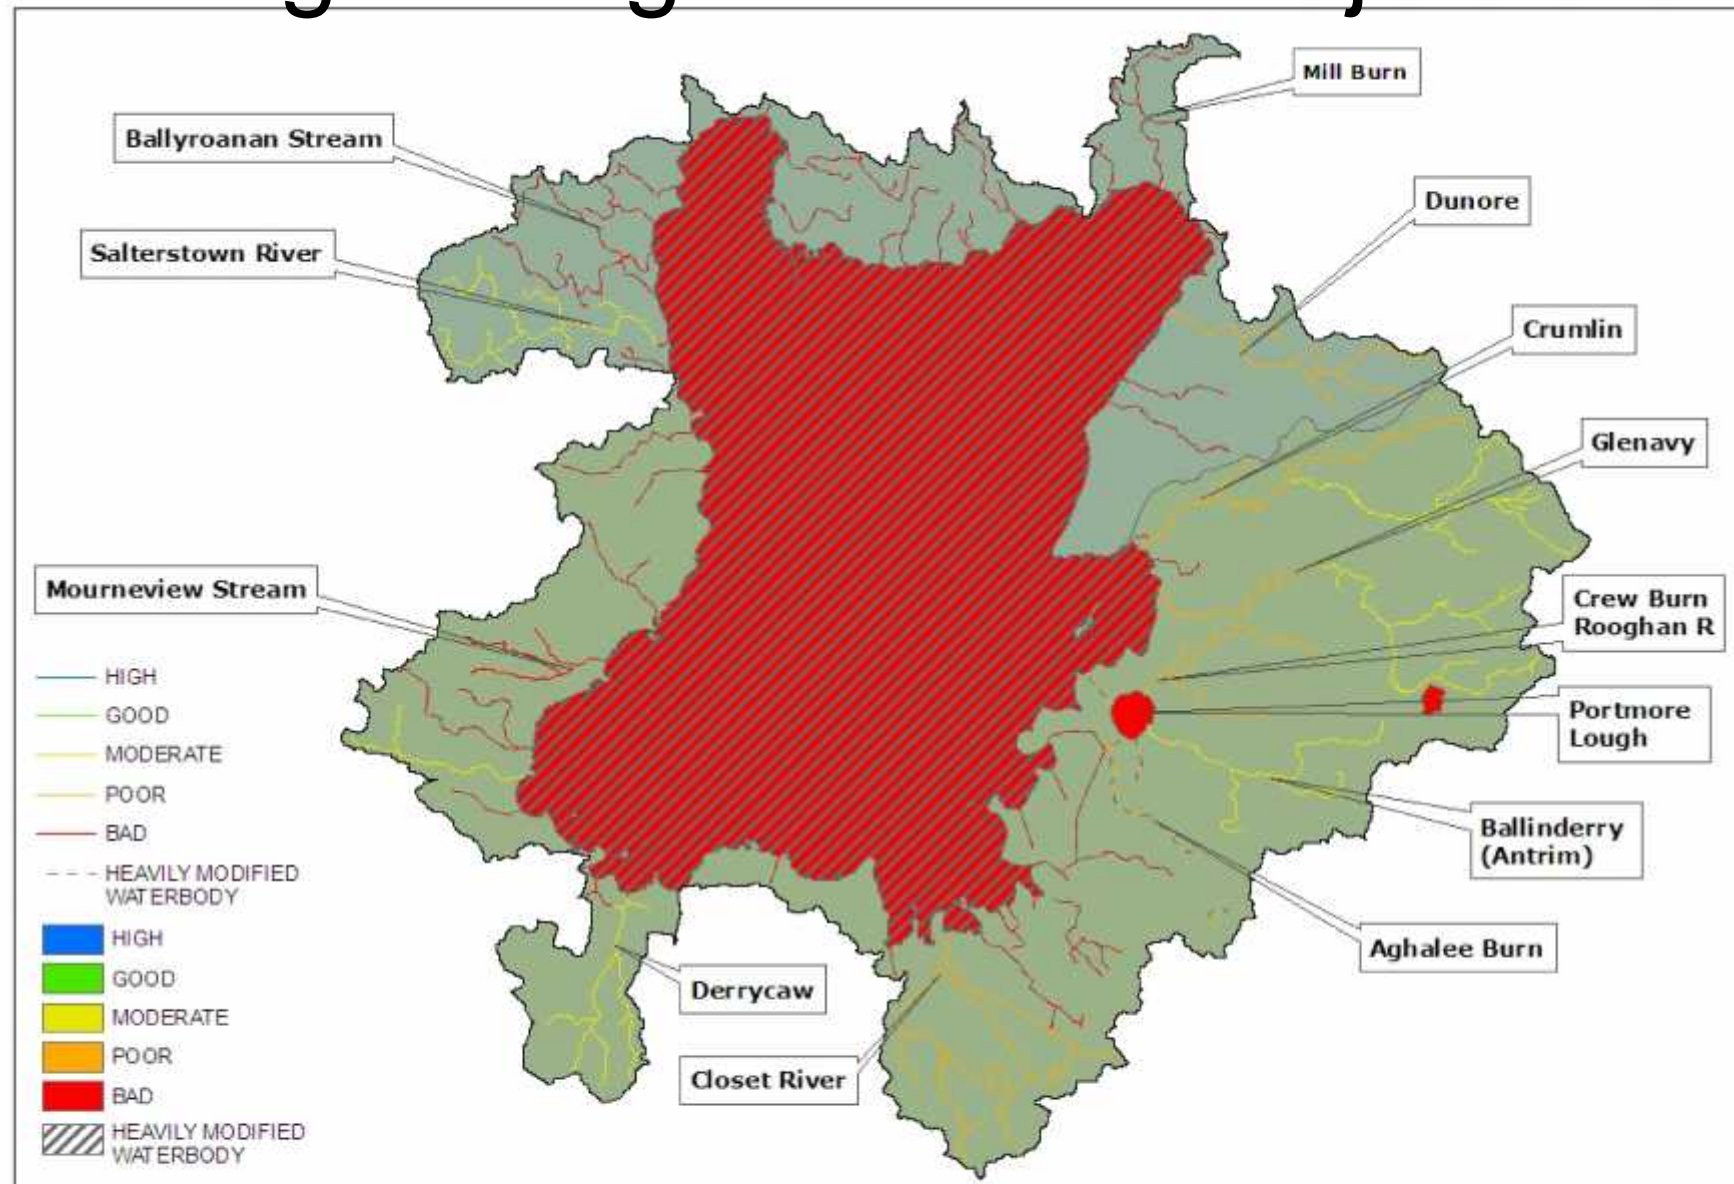 Mill Burn
Ballyroanan Stream
Dunore
Salterstown River
Crumlin
Glenavy
Mourneview Stream
Crew Burn
Rooghan R
Portmore
Lough
Ballinderry
(Antrim)
Aghalee Burn
Derrycaw
Closet River
HIGH
GOOD
MODERATE
POOR
BAD
HEAVILY MODIFIED
WATERBODY
HIGH
GOOD
MODERATE
POOR
BAD
HEAVILY MODIFIED
WATERBODY